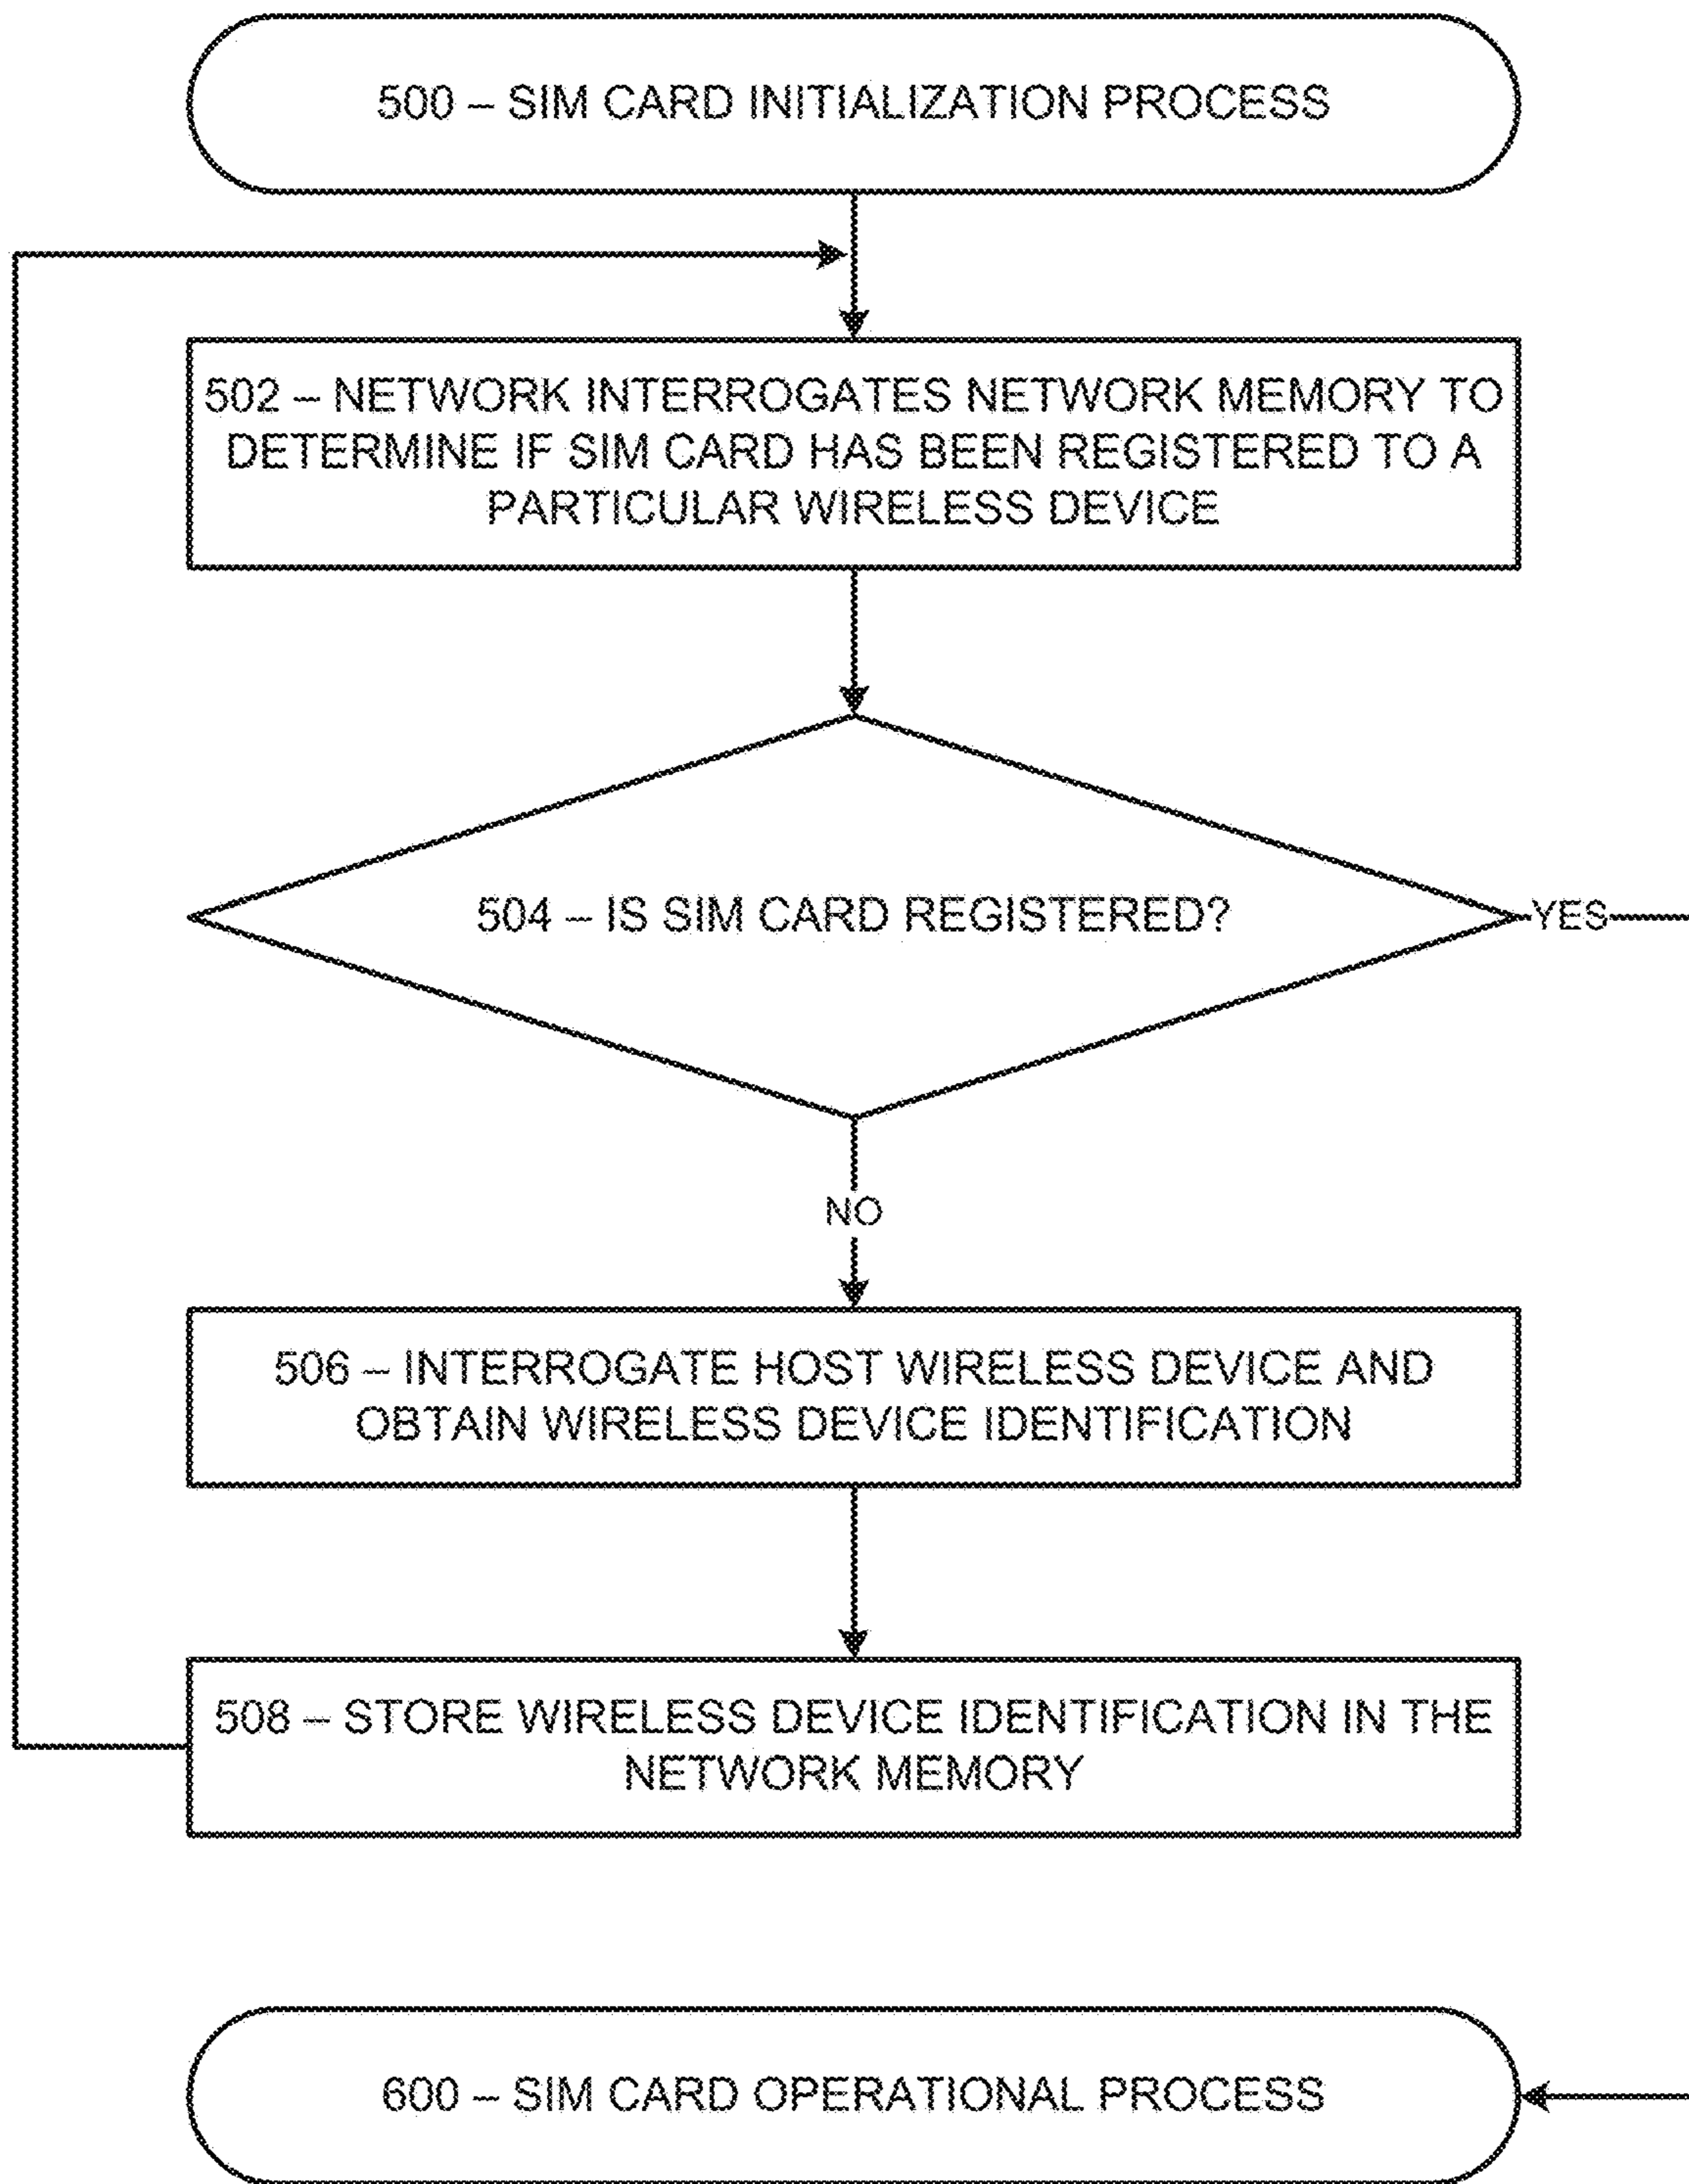 500 – SIM CARD INITIALIZATION PROCESS
502 – NETWORK INTERROGATES NETWORK MEMORY TO
DETERMINE IF SIM CARD HAS BEEN REGISTERED TO A
PARTICULAR WIRELESS DEVICE
504 – IS SIM CARD REGISTERED?
YES
NO
506 – INTERROGATE HOST WIRELESS DEVICE AND
OBTAIN WIRELESS DEVICE IDENTIFICATION
508 – STORE WIRELESS DEVICE IDENTIFICATION IN THE
NETWORK MEMORY
600 – SIM CARD OPERATIONAL PROCESS